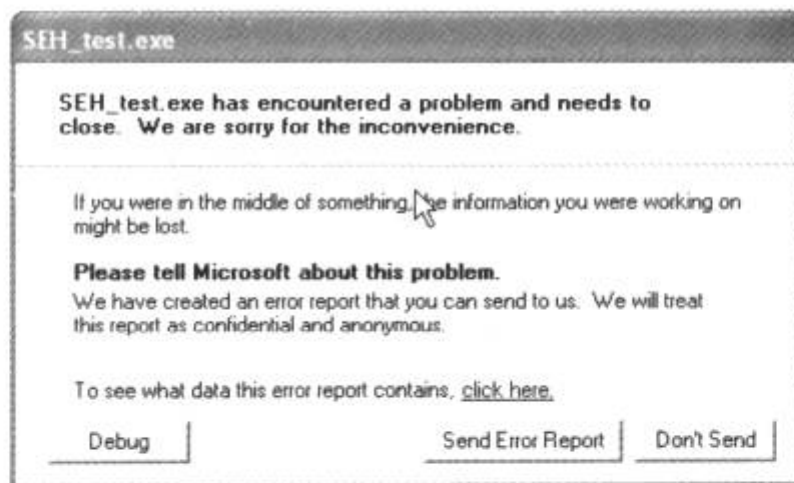 SEH_test.exe
SEH_test.exe has encountered a problem and needs to
close. We are sorry for the inconvenience.
If you were in the middle of something, the information you were working on
might be lost.
Please tell Microsoft about this problem.
We have created an error report that you can send to us. We will treat
this report as confidential and anonymous.
To see what data this error report contains, click here.
Debug Send Error Report Don't Send